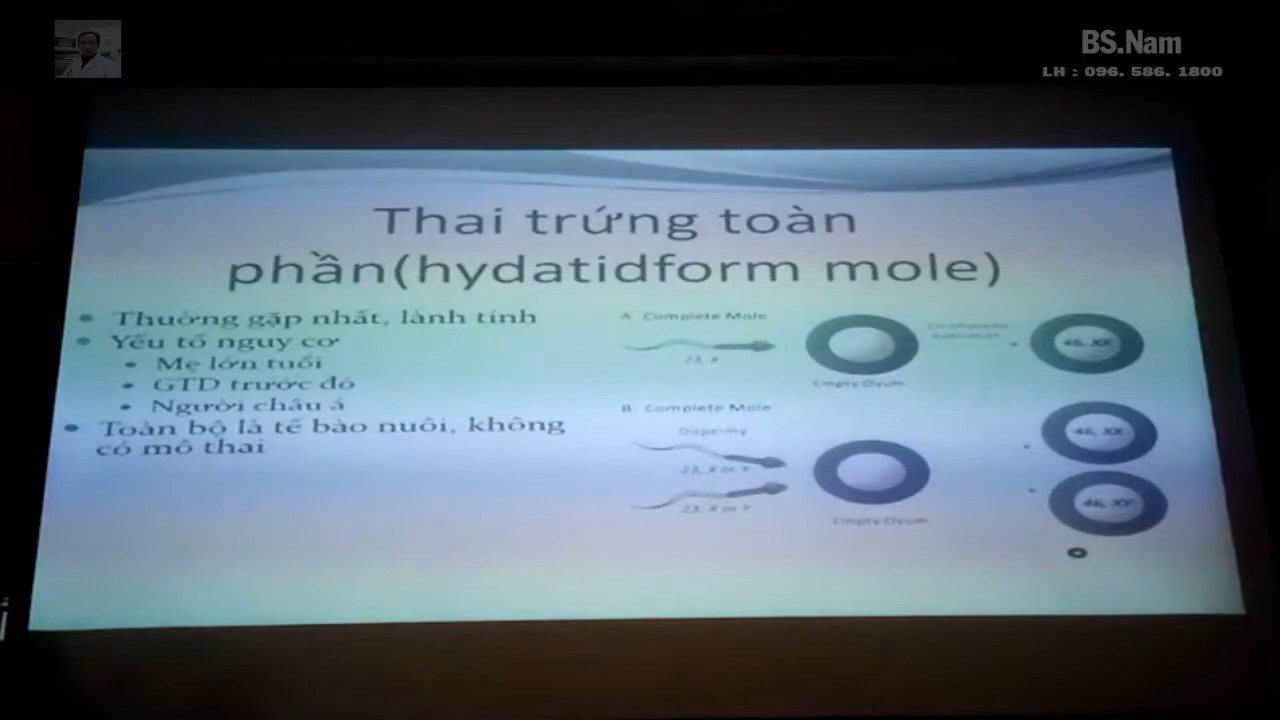 BS.Nam
LH : 096. 586. 1800
Thai trứng toàn
phần(hydatidform mole)
• Thường gặp nhất, lành tính
• Yếu tố nguy cơ
• Mẹ lớn tuổi
• GTD trước đó
• Người châu á
• Toàn bộ là tế bào nuôi, không
có mô thai
A Complete Mole
23, X
Empty Ovum
46, XX
B Complete Mole
Dispermy
23, X or Y
23, X or Y
Empty Ovum
46, XX
46, XY